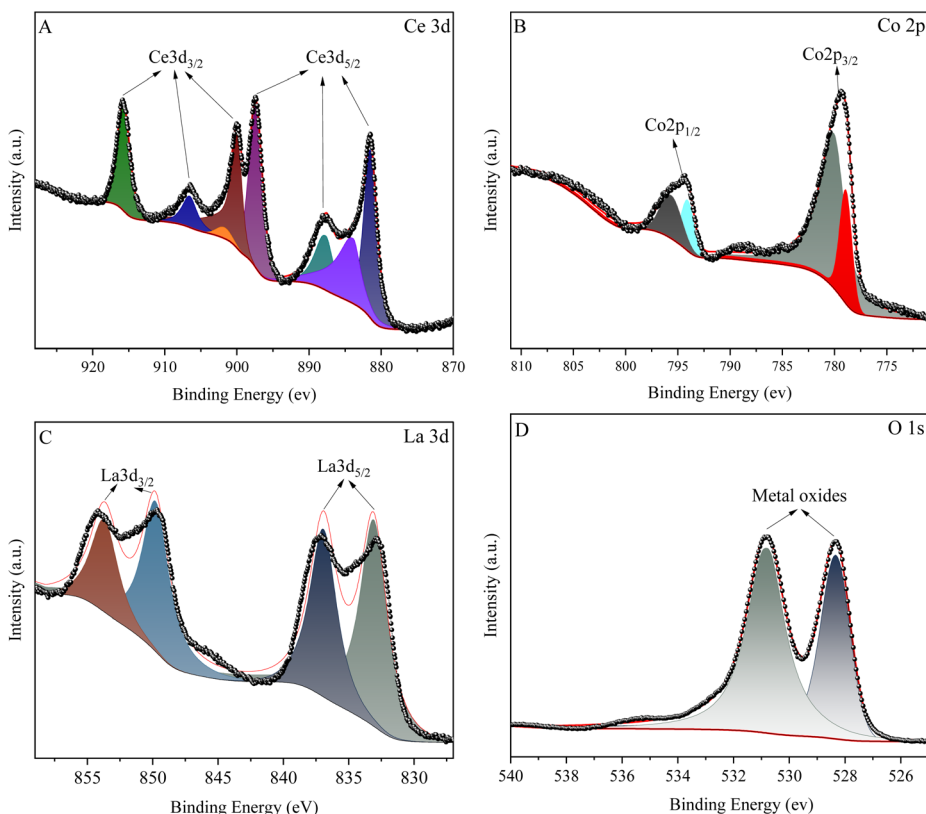 A
Ce 3d
Ce3d3/2
Ce3d5/2
Intensity (a.u.)
920 910 900 890 880 870
Binding Energy (ev)
B
Co 2p
Co2p3/2
Co2p1/2
Intensity (a.u.)
810 805 800 795 790 785 780 775
Binding Energy (ev)
C
La 3d
La3d3/2
La3d5/2
Intensity (a.u.)
855 850 845 840 835 830
Binding Energy (eV)
D
O 1s
Metal oxides
Intensity (a.u.)
540 538 536 534 532 530 528 526
Binding Energy (ev)